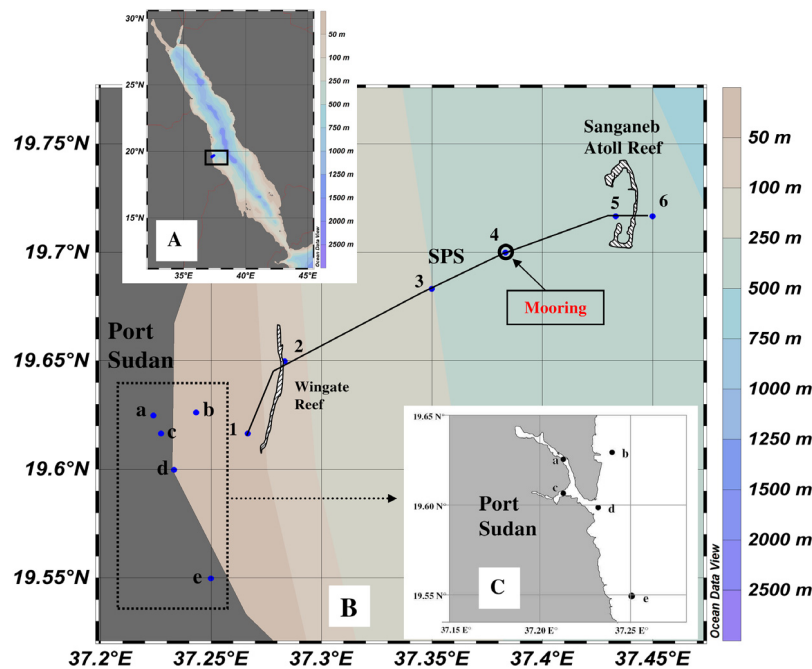 30°N
25°N
20°N
15°N
35°E
40°E
45°E
A
50 m
100 m
250 m
500 m
750 m
1000 m
1250 m
1500 m
2000 m
2500 m
Ocean Data View
19.75°N
19.7°N
19.65°N
19.6°N
19.55°N
37.2°E
37.25°E
37.3°E
37.35°E
37.4°E
37.45°E
Sanganeb
Atoll Reef
5
6
4
SPS
3
Mooring
Port
Sudan
2
Wingate
Reef
1
a
b
c
d
e
B
19.65 N°
19.60 N°
19.55 N°
37.15 E°
37.20 E°
37.25 E°
a
b
c
d
e
Port
Sudan
C
50 m
100 m
250 m
500 m
750 m
1000 m
1250 m
1500 m
2000 m
2500 m
Ocean Data View